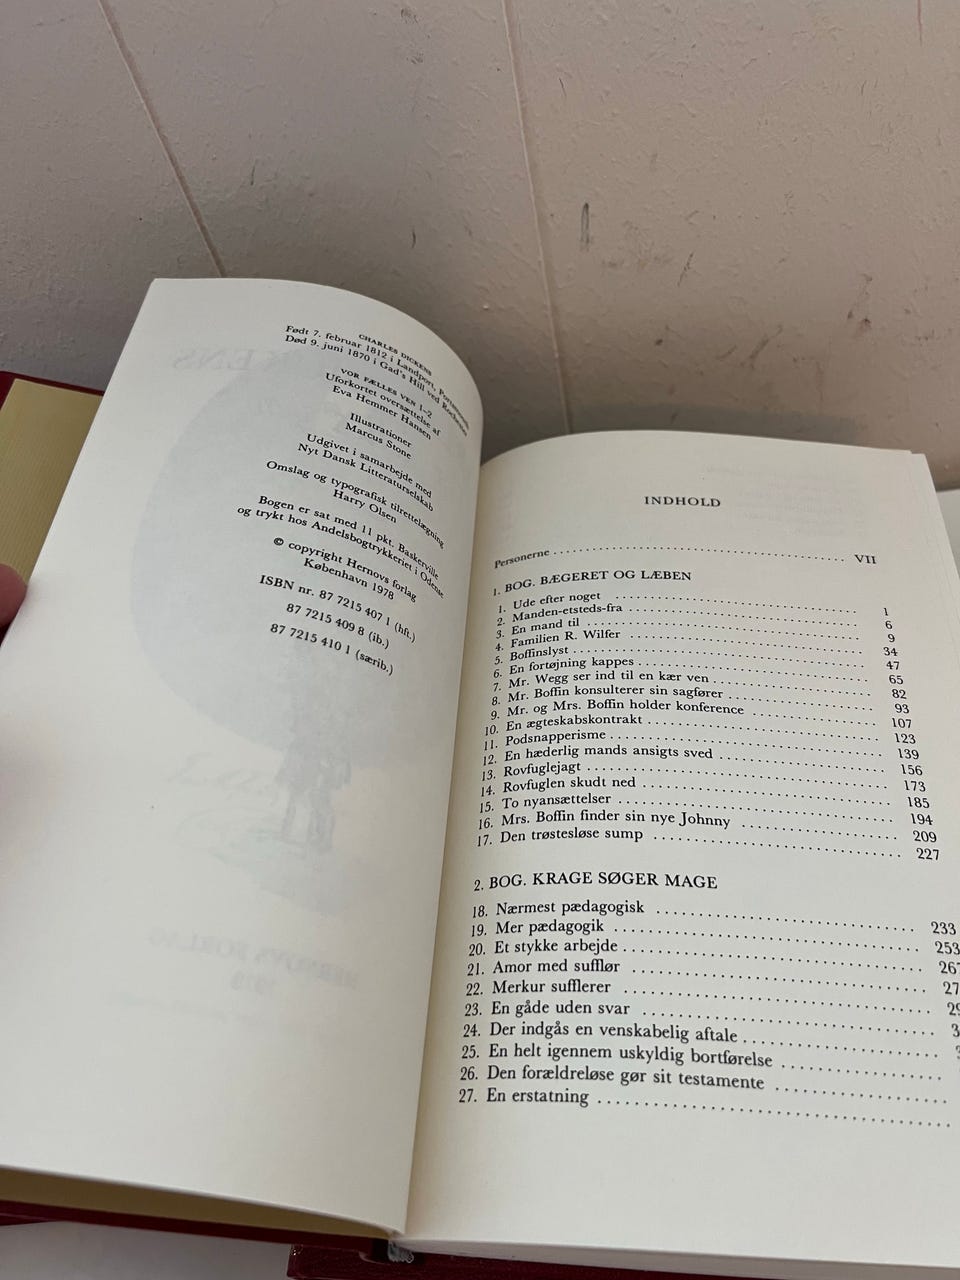 CHARLES DICKENS
Født 7. februar 1812 i Landport, Portsmouth
Død 9. juni 1870 i Gad's Hill ved Rochester
VOR FÆLLES VEN 1-2
Uforkortet oversættelse af
Eva Hemmer Hansen
Illustrationer
Marcus Stone
Udgivet i samarbejde med
Nyt Dansk Litteraturselskab
Omslag og typografisk tilrettelægning
Harry Olsen
Bogen er sat med 11 pkt. Baskerville
og trykt hos Andelsbogtrykkeriet i Odense
© copyright Hernovs forlag
København 1978
ISBN nr. 87 7215 407 1 (hft.)
87 7215 409 8 (ib.)
87 7215 410 1 (særib.)
INDHOLD
Personerne . . . . . . . . . . VII
1. BOG. BÆGERET OG LÆBEN
1. Ude efter noget . . . . . . . . . . 1
2. Manden-etsteds-fra . . . . . . . . . . 6
3. En mand til . . . . . . . . . . 9
4. Familien R. Wilfer . . . . . . . . . . 34
5. Boffinslyst . . . . . . . . . . 47
6. En fortøjning kappes . . . . . . . . . . 65
7. Mr. Wegg ser ind til en kær ven . . . . . . . . . . 82
8. Mr. Boffin konsulterer sin sagfører . . . . . . . . . . 93
9. Mr. og Mrs. Boffin holder konference . . . . . . . . . . 107
10. En ægteskabskontrakt . . . . . . . . . . 123
11. Podsnapperisme . . . . . . . . . . 139
12. En hæderlig mands ansigts sved . . . . . . . . . . 156
13. Rovfuglejagt . . . . . . . . . . 173
14. Rovfuglen skudt ned . . . . . . . . . . 185
15. To nyansættelser . . . . . . . . . . 194
16. Mrs. Boffin finder sin nye Johnny . . . . . . . . . . 209
17. Den trøstesløse sump . . . . . . . . . . 227
2. BOG. KRAGE SØGER MAGE
18. Nærmest pædagogisk . . . . . . . . . . 233
19. Mer pædagogik . . . . . . . . . . 253
20. Et stykke arbejde . . . . . . . . . . 267
21. Amor med sufflør . . . . . . . . . . 27
22. Merkur sufflerer . . . . . . . . . . 29
23. En gåde uden svar . . . . . . . . . . 3
24. Der indgås en venskabelig aftale . . . . . . . . . .
25. En helt igennem uskyldig bortførelse . . . . . . . . . .
26. Den forældreløse gør sit testamente . . . . . . . . . .
27. En erstatning . . . . . . . . . .